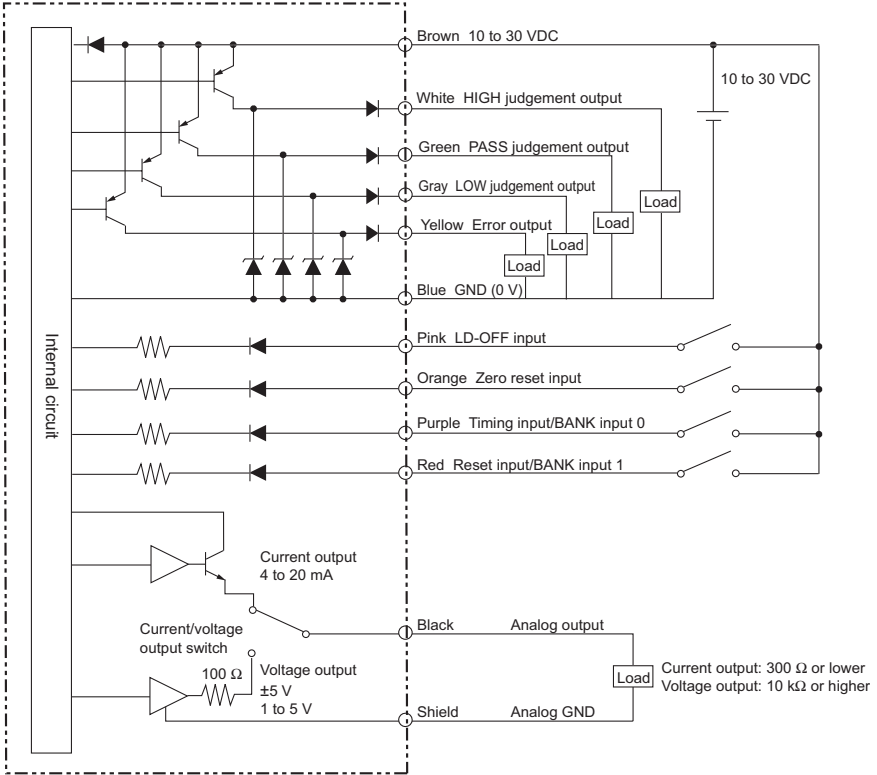 Brown 10 to 30 VDC
10 to 30 VDC
White HIGH judgement output
Green PASS judgement output
Gray LOW judgement output
Load
Load
Yellow Error output
Load
Load
Blue GND (0 V)
Internal circuit
Pink LD-OFF input
Orange Zero reset input
Purple Timing input/BANK input 0
Red Reset input/BANK input 1
Current output
4 to 20 mA
Current/voltage
output switch
Black Analog output
100 Ω
Voltage output
±5 V
1 to 5 V
Load
Current output: 300 Ω or lower
Voltage output: 10 kΩ or higher
Shield Analog GND